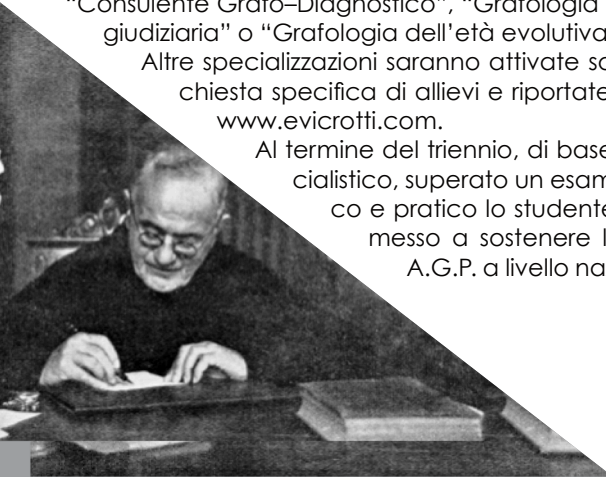 "Consulente Grafo–Diagnostico", "Grafologia
giudiziaria" o "Grafologia dell'età evolutiva
Altre specializzazioni saranno attivate
chiesta specifica di allievi e riportate
www.evicrotti.com.
Al termine del triennio, di base
cialistico, superato un esam
co e pratico lo studente
messo a sostenere l
A.G.P. a livello na